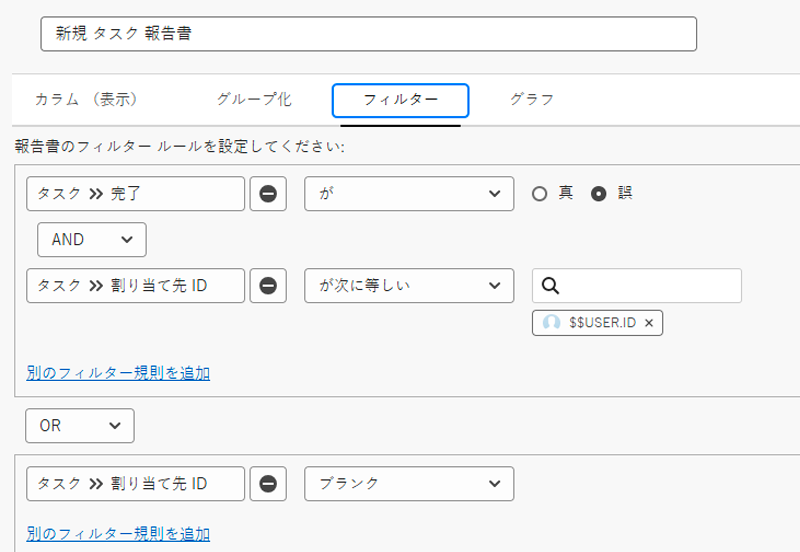 新規 タスク 報告書
カラム （表示） グループ化 フィルター グラフ
報告書のフィルター ルールを設定してください:
タスク >> 完了 が 真 誤
AND
タスク >> 割り当て先 ID が次に等しい
$$USER.ID ×
別のフィルター規則を追加
OR
タスク >> 割り当て先 ID ブランク
別のフィルター規則を追加